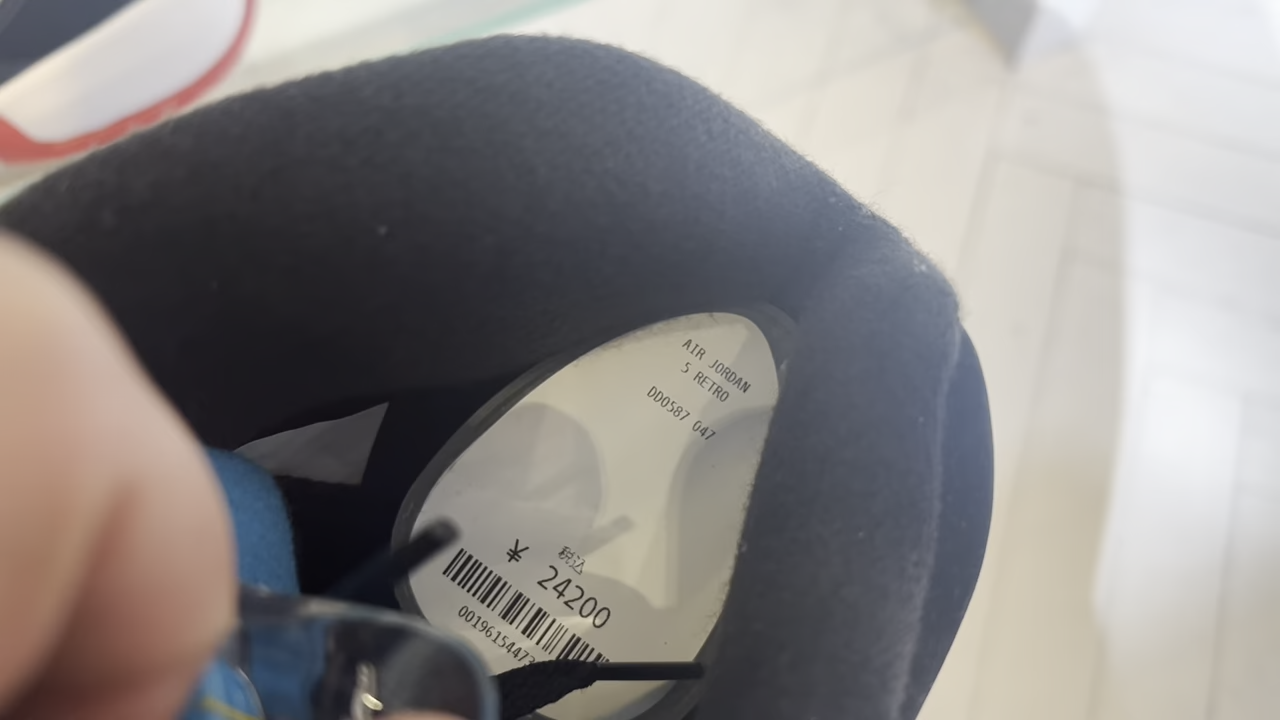 AIR JORDAN
5 RETRO
DD0587 047
税込
¥ 24200